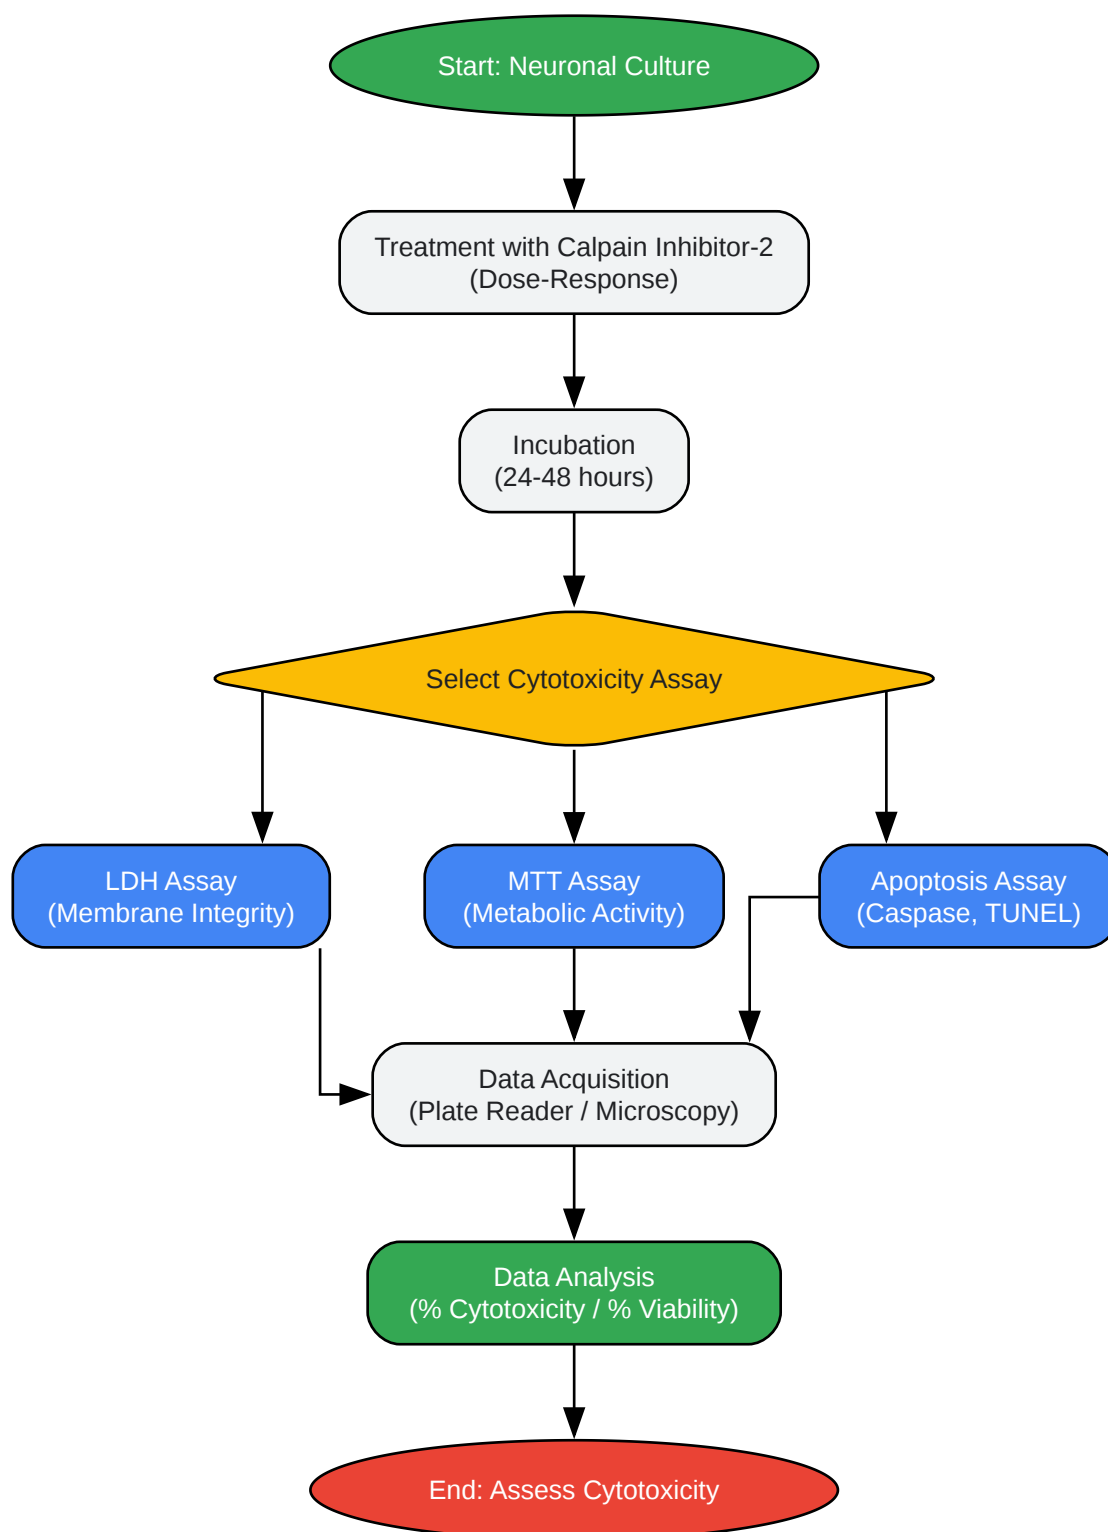 Start: Neuronal Culture
Treatment with Calpain Inhibitor-2
(Dose-Response)
Incubation
(24-48 hours)
Select Cytotoxicity Assay
LDH Assay
(Membrane Integrity)
MTT Assay
(Metabolic Activity)
Apoptosis Assay
(Caspase, TUNEL)
Data Acquisition
(Plate Reader / Microscopy)
Data Analysis
(% Cytotoxicity / % Viability)
End: Assess Cytotoxicity